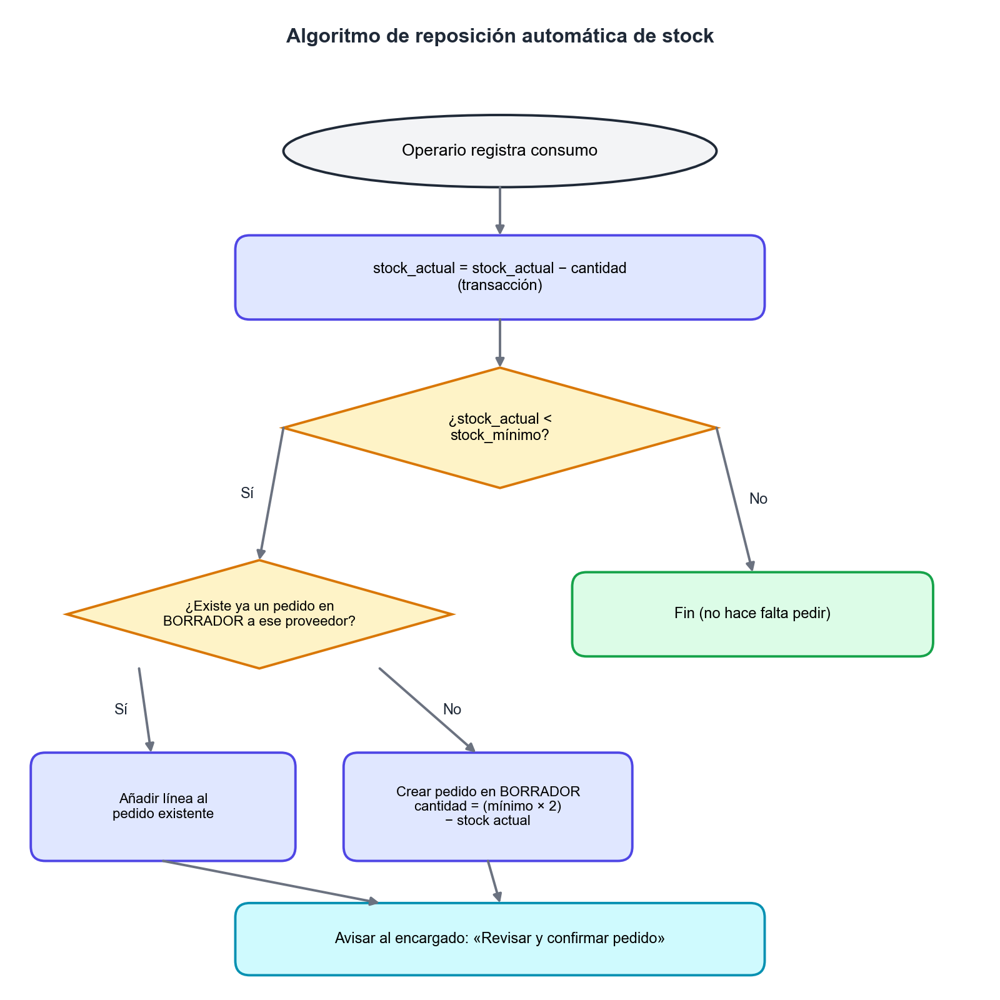 Algoritmo de reposición automática de stock
Operario registra consumo
stock_actual = stock_actual − cantidad
(transacción)
¿stock_actual <
stock_mínimo?
Sí
No
¿Existe ya un pedido en
BORRADOR a ese proveedor?
Fin (no hace falta pedir)
Sí
No
Añadir línea al
pedido existente
Crear pedido en BORRADOR
cantidad = (mínimo × 2)
− stock actual
Avisar al encargado: «Revisar y confirmar pedido»